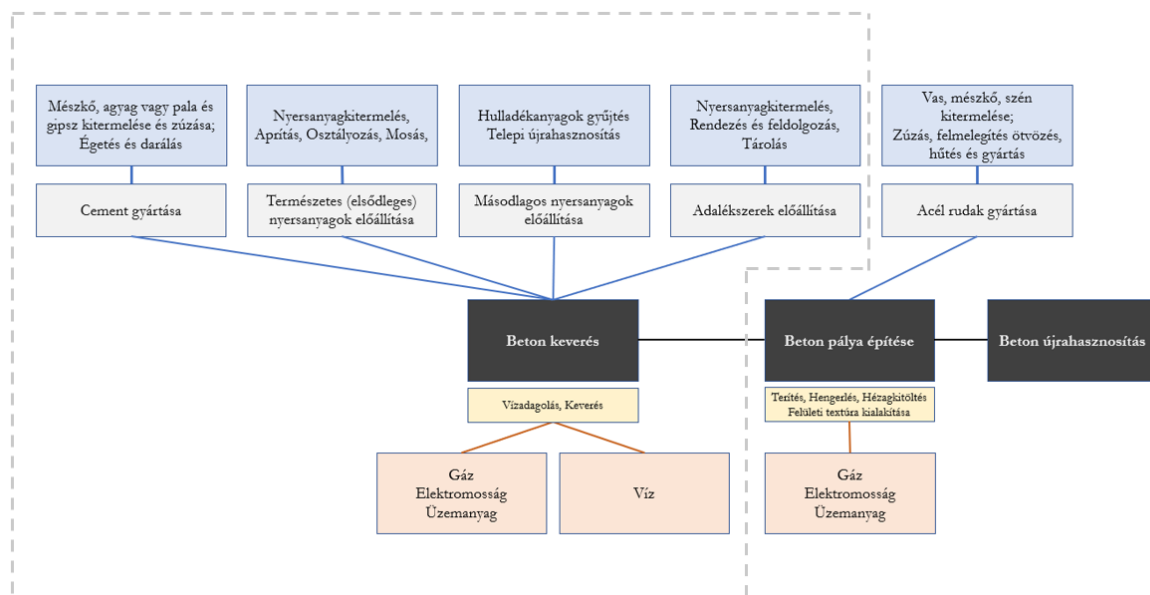 Mészkő, agyag vagy pala és
gipsz kitermelése és zúzása;
Égetés és darálás
Nyersanyagkitermelés,
Aprítás, Osztályozás, Mosás,
Hulladékanyagok gyűjtés
Telepi újrahasznosítás
Nyersanyagkitermelés,
Rendezés és feldolgozás,
Tárolás
Vas, mészkő, szén
kitermelése;
Zúzás, felmelegítés ötvözés,
hűtés és gyártás
Cement gyártása
Természetes (elsődleges)
nyersanyagok előállítása
Másodlagos nyersanyagok
előállítása
Adalékszerek előállítása
Acél rudak gyártása
Beton keverés
Beton pálya építése
Beton újrahasznosítás
Vízadagolás, Keverés
Terítés, Hengerlés, Hézagkitöltés
Felületi textúra kialakítása
Gáz
Elektromosság
Üzemanyag
Víz
Gáz
Elektromosság
Üzemanyag